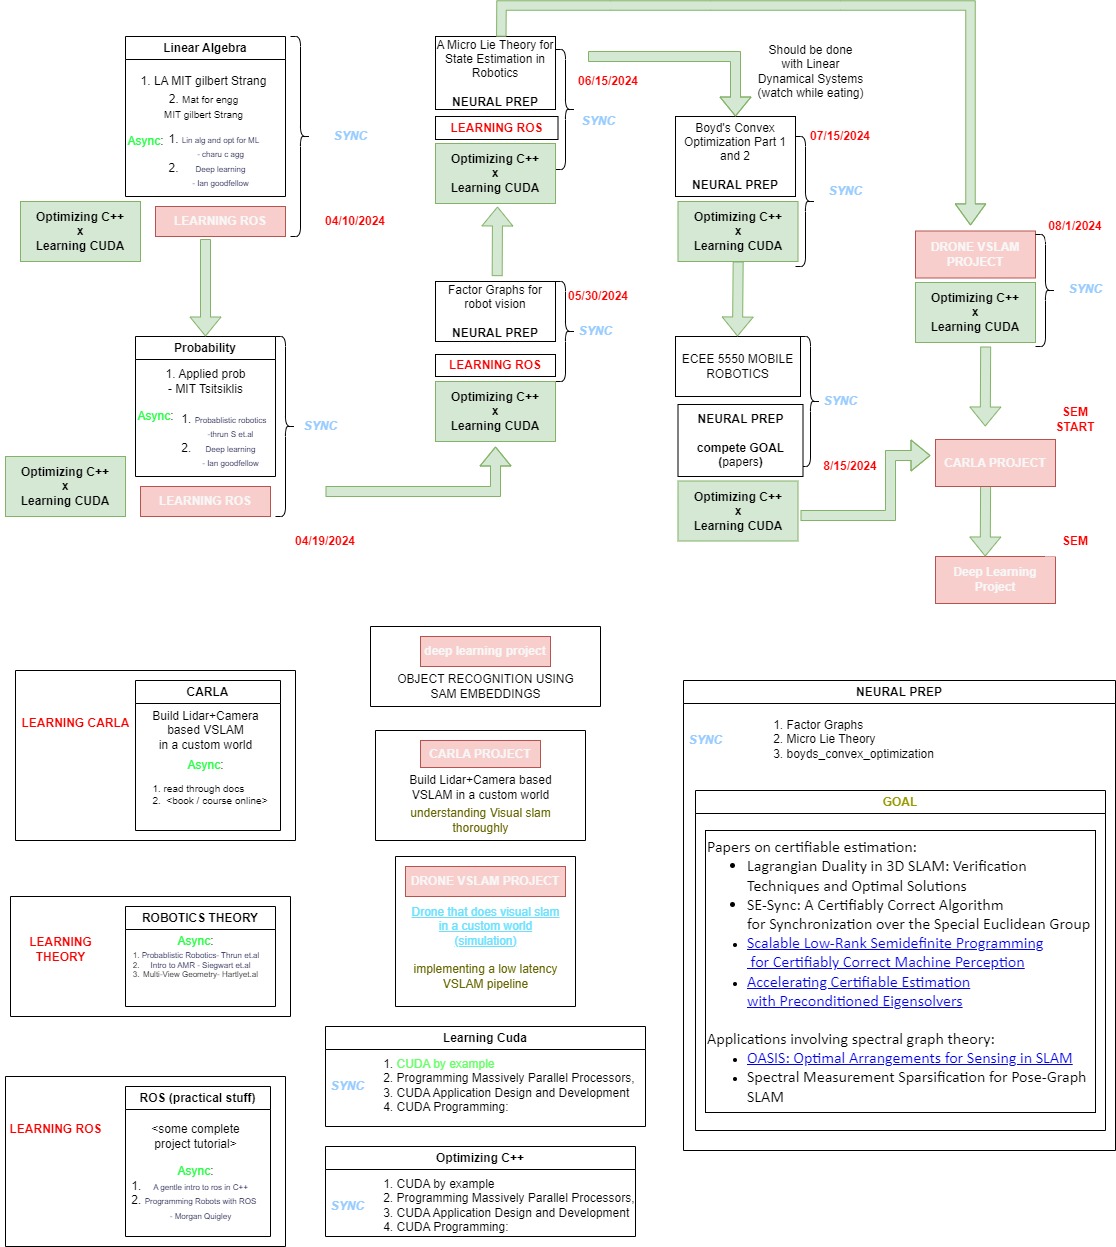 Linear Algebra
1. LA MIT gilbert Strang
2. Mat for engg
MIT gilbert Strang
Async:
1. Lin alg and opt for ML
- charu c agg
2. Deep learning
- Ian goodfellow
SYNC
Optimizing C++
x
Learning CUDA
LEARNING ROS
04/10/2024
Probability
1. Applied prob
- MIT Tsitsiklis
Async:
1. Probablistic robotics
-thrun S et.al
2. Deep learning
- Ian goodfellow
SYNC
Optimizing C++
x
Learning CUDA
LEARNING ROS
04/19/2024
A Micro Lie Theory for
State Estimation in
Robotics
NEURAL PREP
LEARNING ROS
Optimizing C++
x
Learning CUDA
06/15/2024
SYNC
Factor Graphs for
robot vision
NEURAL PREP
LEARNING ROS
Optimizing C++
x
Learning CUDA
05/30/2024
SYNC
Should be done
with Linear
Dynamical Systems
(watch while eating)
Boyd's Convex
Optimization Part 1
and 2
NEURAL PREP
Optimizing C++
x
Learning CUDA
07/15/2024
SYNC
ECEE 5550 MOBILE
ROBOTICS
NEURAL PREP
compete GOAL
(papers)
Optimizing C++
x
Learning CUDA
SYNC
8/15/2024
08/1/2024
DRONE VSLAM
PROJECT
Optimizing C++
x
Learning CUDA
SYNC
SEM
START
CARLA PROJECT
SEM
Deep Learning
Project
LEARNING CARLA
CARLA
Build Lidar+Camera
based VSLAM
in a custom world
Async:
1. read through docs
2. <book / course online>
LEARNING
THEORY
ROBOTICS THEORY
Async:
1. Probablistic Robotics- Thrun et.al
2. Intro to AMR - Siegwart et.al
3. Multi-View Geometry- Hartlyet.al
LEARNING ROS
ROS (practical stuff)
<some complete
project tutorial>
Async:
1. A gentle intro to ros in C++
2. Programming Robots with ROS
- Morgan Quigley
deep learning project
OBJECT RECOGNITION USING
SAM EMBEDDINGS
CARLA PROJECT
Build Lidar+Camera based
VSLAM in a custom world
understanding Visual slam
thoroughly
DRONE VSLAM PROJECT
Drone that does visual slam
in a custom world
(simulation)
implementing a low latency
VSLAM pipeline
Learning Cuda
SYNC
1. CUDA by example
2. Programming Massively Parallel Processors,
3. CUDA Application Design and Development
4. CUDA Programming:
Optimizing C++
SYNC
1. CUDA by example
2. Programming Massively Parallel Processors,
3. CUDA Application Design and Development
4. CUDA Programming:
NEURAL PREP
SYNC
1. Factor Graphs
2. Micro Lie Theory
3. boyds_convex_optimization
GOAL
Papers on certifiable estimation:
• Lagrangian Duality in 3D SLAM: Verification
Techniques and Optimal Solutions
• SE-Sync: A Certifiably Correct Algorithm
for Synchronization over the Special Euclidean Group
• Scalable Low-Rank Semidefinite Programming
for Certifiably Correct Machine Perception
• Accelerating Certifiable Estimation
with Preconditioned Eigensolvers
Applications involving spectral graph theory:
• OASIS: Optimal Arrangements for Sensing in SLAM
• Spectral Measurement Sparsification for Pose-Graph
SLAM